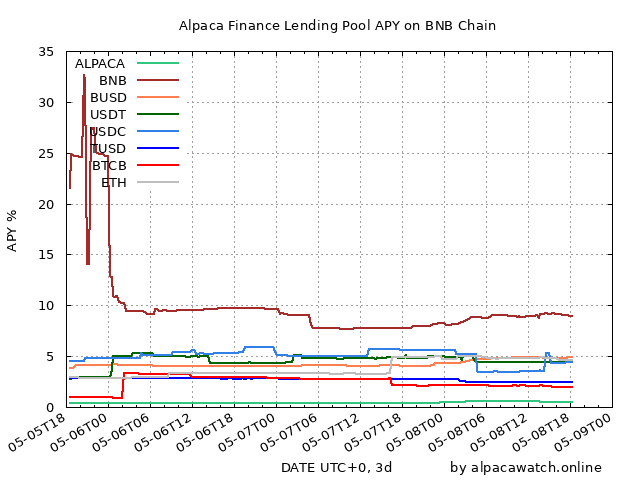 Alpaca Finance Lending Pool APY on BNB Chain
35
30
25
20
15
10
5
0
APY %
ALPACA
BNB
BUSD
USDT
USDC
TUSD
BTCB
ETH
05-05T18
05-06T00
05-06T06
05-06T12
05-06T18
05-07T00
05-07T06
05-07T12
05-07T18
05-08T00
05-08T06
05-08T12
05-08T18
05-09T00
DATE UTC+0, 3d
by alpacawatch.online